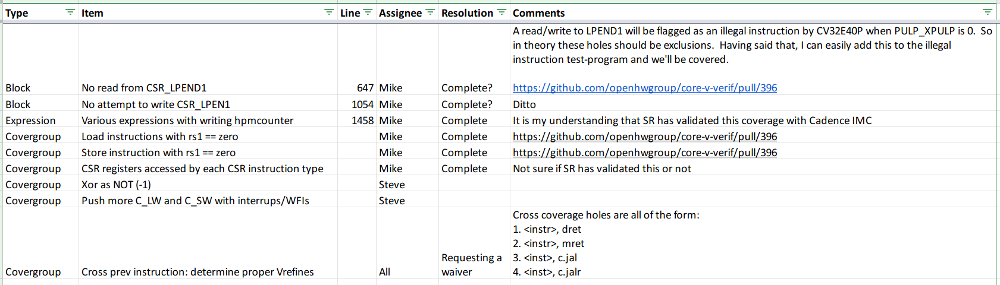 Type Item Line Assignee Resolution Comments
A read/write to LPEND1 will be flagged as an illegal instruction by CV32E40P when PULP_XPULP is 0.  So
in theory these holes should be exclusions.  Having said that, I can easily add this to the illegal
instruction test-program and we'll be covered.
Block No read from CSR_LPEND1 647 Mike Complete? https://github.com/openhwgroup/core-v-verif/pull/396
Block No attempt to write CSR_LPEN1 1054 Mike Complete? Ditto
Expression Various expressions with writing hpmcounter 1458 Mike Complete It is my understanding that SR has validated this coverage with Cadence IMC
Covergroup Load instructions with rs1 == zero Mike Complete https://github.com/openhwgroup/core-v-verif/pull/396
Covergroup Store instruction with rs1 == zero Mike Complete https://github.com/openhwgroup/core-v-verif/pull/396
Covergroup CSR registers accessed by each CSR instruction type Mike Complete Not sure if SR has validated this or not
Covergroup Xor as NOT (-1) Steve
Covergroup Push more C_LW and C_SW with interrups/WFIs Steve
Cross coverage holes are all of the form:
1. <instr>, dret
2. <instr>, mret
Requesting a 3. <inst>, c.jal
Covergroup Cross prev instruction: determine proper Vrefines All waiver 4. <inst>, c.jalr